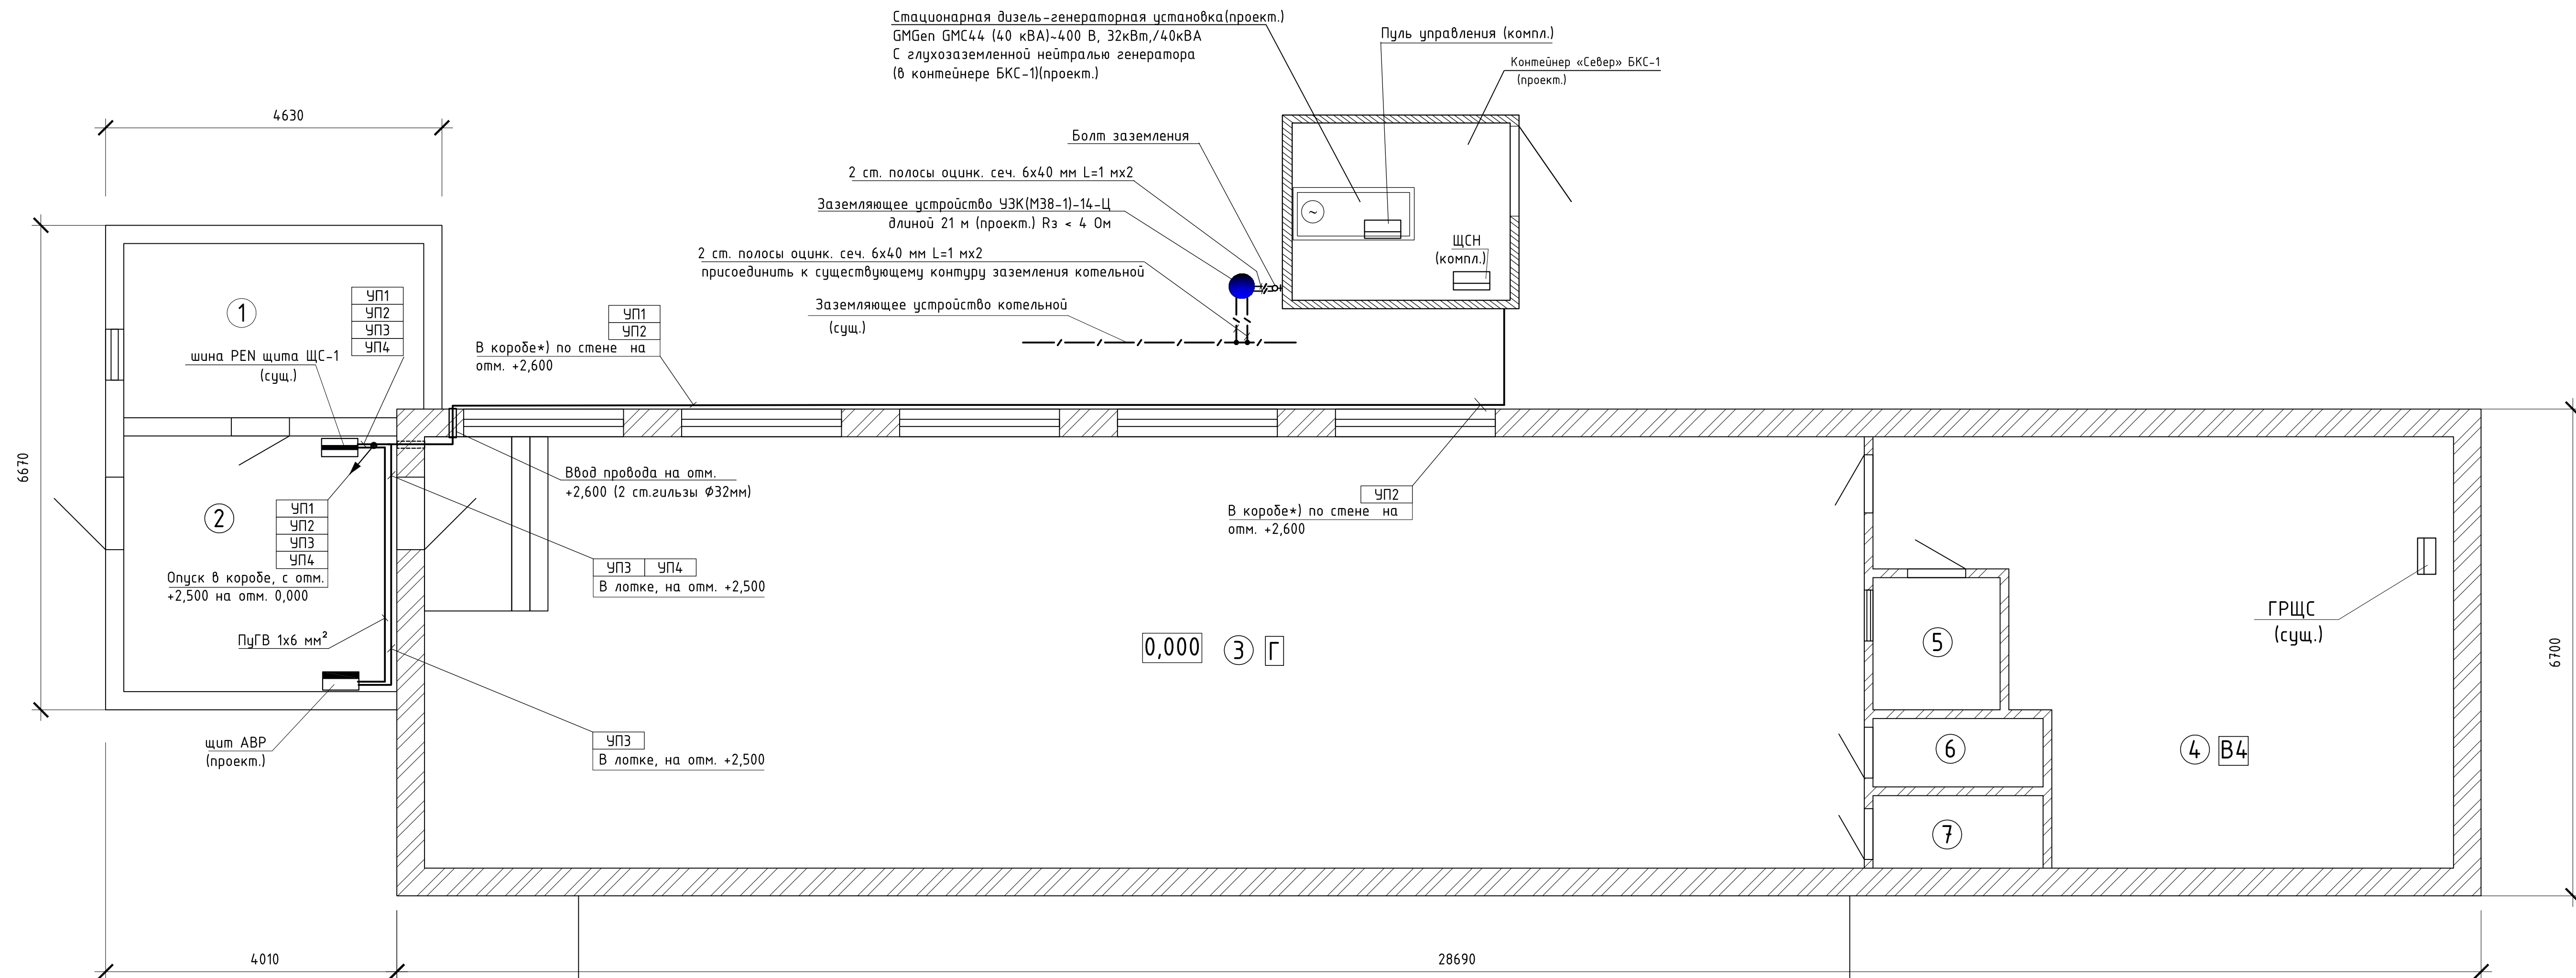 Стационарная дизель-генераторная установка(проект.)
GMGen GMC44 (40 кВА)~400 В, 32кВт,/40кВА
С глухозаземленной нейтралью генератора
(в контейнере БКС-1)(проект.)
Пуль управления (компл.)
Контейнер «Север» БКС-1
(проект.)
4630
Болт заземления
2 ст. полосы оцинк. сеч. 6х40 мм L=1 мх2
Заземляющее устройство УЗК(М38-1)-14-Ц
длиной 21 м (проект.) Rз < 4 Ом
~
2 ст. полосы оцинк. сеч. 6х40 мм L=1 мх2
присоединить к существующему контуру заземления котельной
ЩСН
(компл.)
Заземляющее устройство котельной
(сущ.)
1
УП1
УП2
УП3
УП4
шина PEN щита ЩС-1
(сущ.)
УП1
УП2
В коробе*) по стене на
отм. +2,600
6670
Ввод провода на отм.
+2,600 (2 ст.гильзы Ф32мм)
2
УП1
УП2
УП3
УП4
Опуск в коробе, с отм.
+2,500 на отм. 0,000
УП2
В коробе*) по стене на
отм. +2,600
УП3 УП4
В лотке, на отм. +2,500
ПуГВ 1х6 мм²
0,000 3 Г
5
ГРЩС
(сущ.)
6700
щит АВР
(проект.)
УП3
В лотке, на отм. +2,500
6
4 В4
7
4010
28690